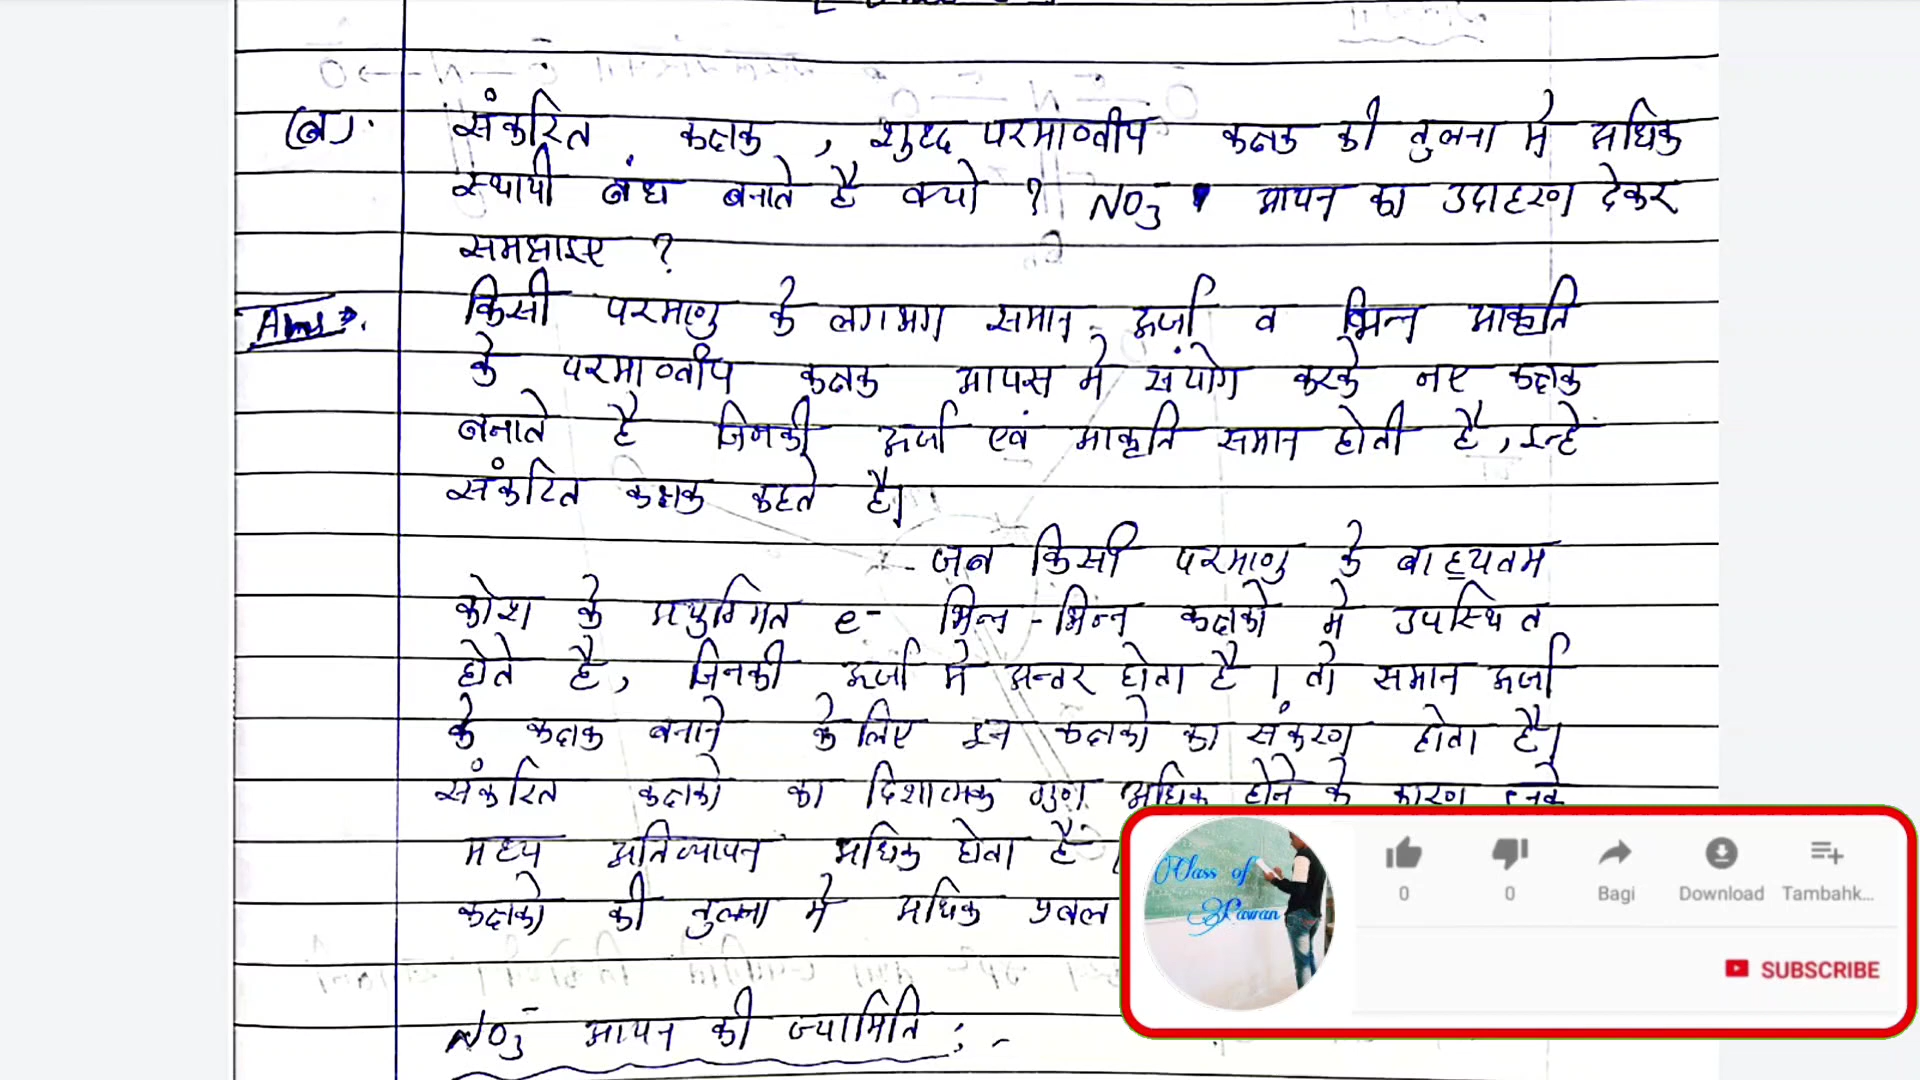 (ब).
संकरित कक्षक , शुध्द परमाण्वीय कक्षक की तुलना मे अधिक
स्थायी बंध बनाते है क्यो ? NO₃⁻ आयन का उदाहरण देकर
समझाइए ?
Ans →.
किसी परमाणु के लगभग समान ऊर्जा व भिन्न आकृति
के परमाण्वीय कक्षक आपस मे संयोग करके नए कक्षक
बनाते है जिनकी ऊर्जा एवं आकृति समान होती है, इन्हे
संकरित कक्षक कहते है।
जब किसी परमाणु के बाह्यतम
कोश के अयुग्मित e- भिन्न - भिन्न कक्षको मे उपस्थित
होते है, जिनकी ऊर्जा मे अन्तर होता है । तो समान ऊर्जा
के कक्षक बनाने के लिए इन कक्षको का संकरण होता है।
संकरित कक्षको का दिशात्मक गुण अधिक होने के कारण इनके
मध्य अतिव्यापन अधिक होता है
कक्षको की तुलना मे अधिक प्रबल
NO₃⁻ आयन की ज्यामिति : -
Class of
Pawan
0
0
Bagi
Download
Tambahk...
SUBSCRIBE